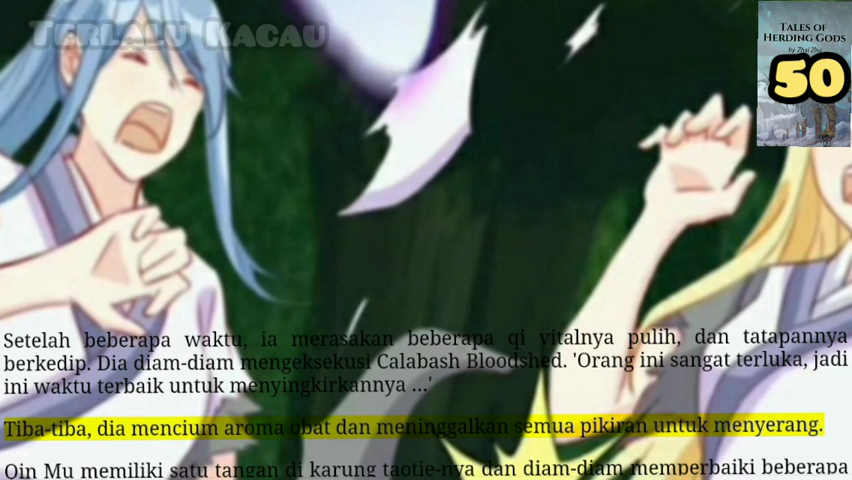 Terlalu Kacau
TALES OF
HERDING GODS
by Zhai Zhu
50
Setelah beberapa waktu, ia merasakan beberapa qi vitalnya pulih, dan tatapannya
berkedip. Dia diam-diam mengeksekusi Calabash Bloodshed. 'Orang ini sangat terluka, jadi
ini waktu terbaik untuk menyingkirkannya ...'
Tiba-tiba, dia mencium aroma obat dan meninggalkan semua pikiran untuk menyerang.
Qin Mu memiliki satu tangan di karung taotie-nya dan diam-diam memperbaiki beberapa